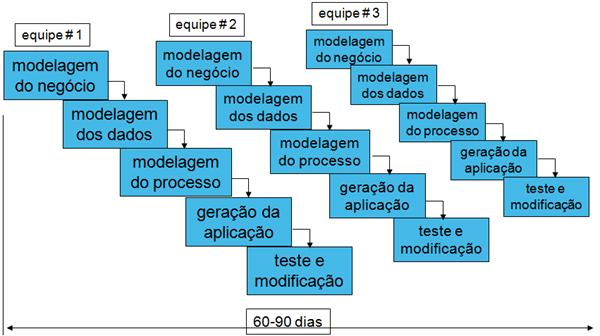 equipe # 1
modelagem
do negócio
modelagem
dos dados
modelagem
do processo
geração da
aplicação
teste e
modificação
equipe # 2
modelagem
do negócio
modelagem
dos dados
modelagem
do processo
geração da
aplicação
teste e
modificação
equipe # 3
modelagem
do negócio
modelagem
dos dados
modelagem
do processo
geração da
aplicação
teste e
modificação
60-90 dias